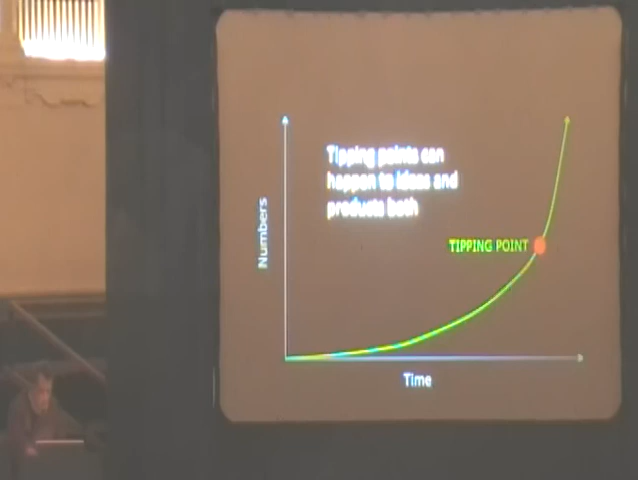 Tipping points can
happen to ideas and
products both
TIPPING POINT
Numbers
Time